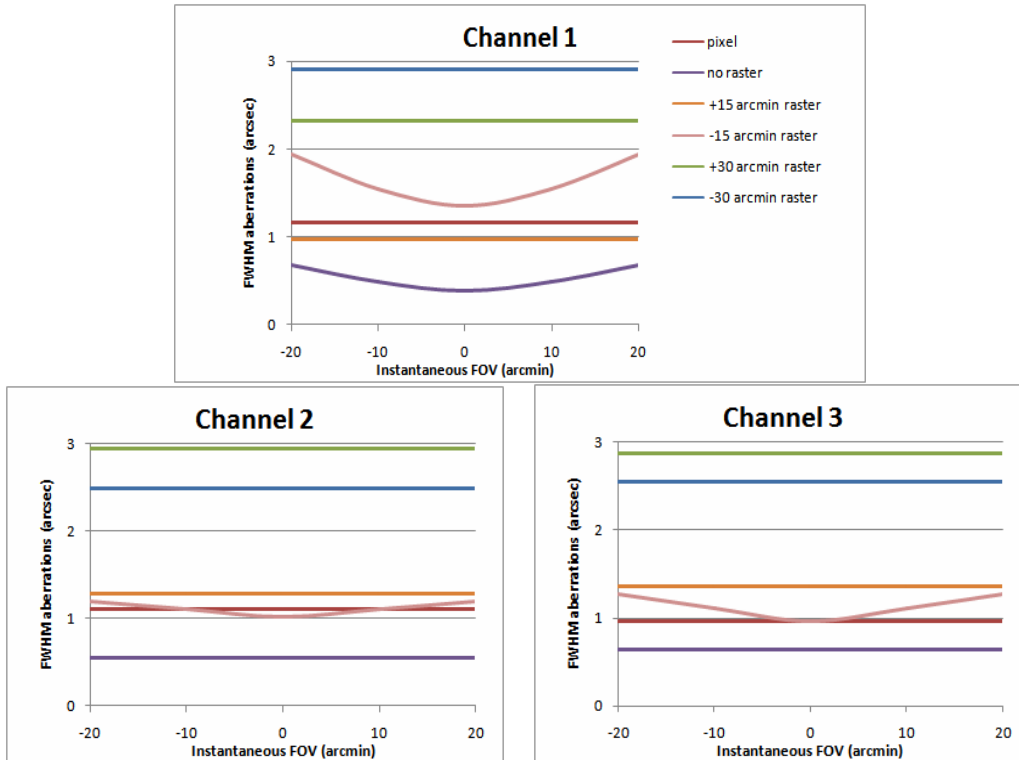 Channel 1
FWHM aberrations (arcsec)
3
2
1
0
-20 -10 0 10 20
Instantaneous FOV (arcmin)
pixel
no raster
+15 arcmin raster
-15 arcmin raster
+30 arcmin raster
-30 arcmin raster
Channel 2
FWHM aberrations (arcsec)
3
2
1
0
-20 -10 0 10 20
Instantaneous FOV (arcmin)
Channel 3
FWHM aberrations (arcsec)
3
2
1
0
-20 -10 0 10 20
Instantaneous FOV (arcmin)